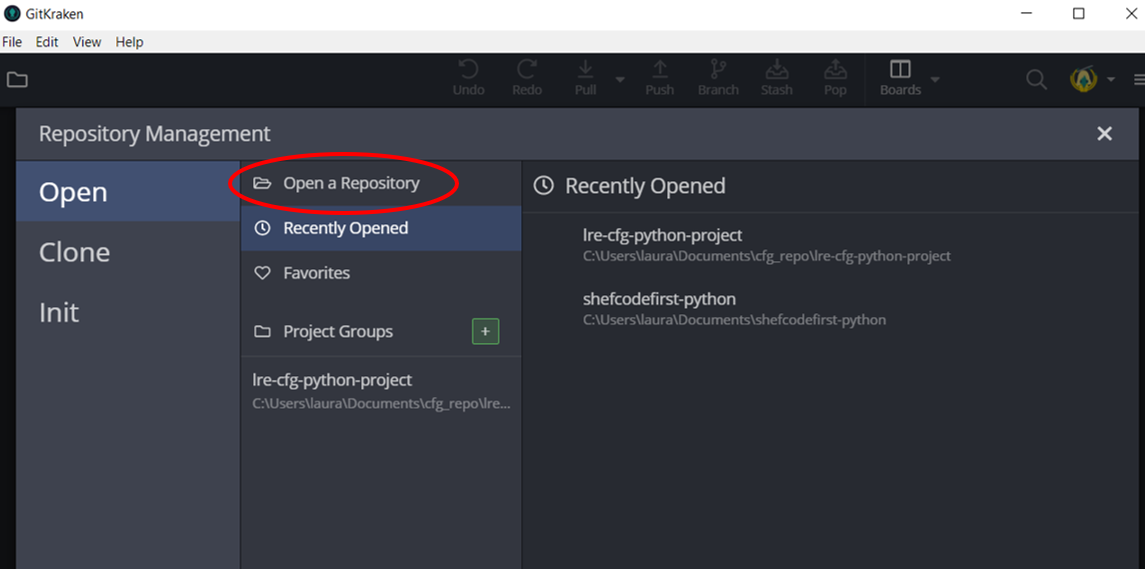 GitKraken
File Edit View Help
Undo Redo Pull Push Branch Stash Pop Boards
Repository Management
Open
Clone
Init
Open a Repository
Recently Opened
Favorites
Project Groups
lre-cfg-python-project
C:\Users\laura\Documents\cfg_repo\lre...
Recently Opened
lre-cfg-python-project
C:\Users\laura\Documents\cfg_repo\lre-cfg-python-project
shefcodefirst-python
C:\Users\laura\Documents\shefcodefirst-python